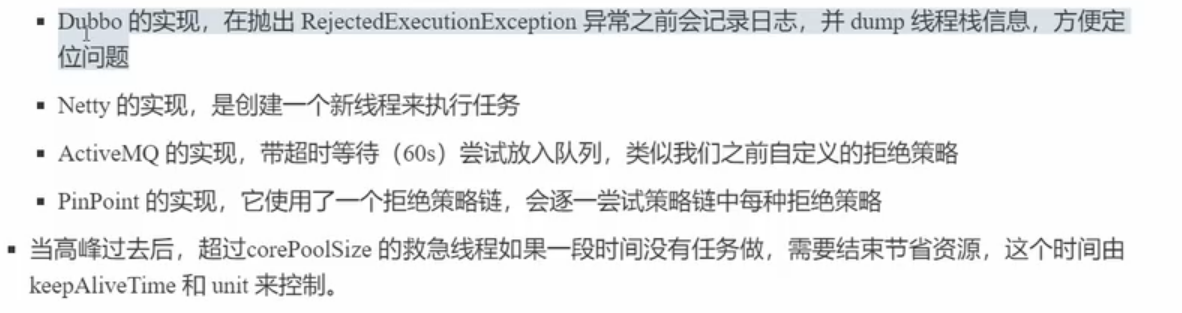 ▪ Dubbo 的实现，在抛出 RejectedExecutionException 异常之前会记录日志，并 dump 线程栈信息，方便定
位问题
▪ Netty 的实现，是创建一个新线程来执行任务
▪ ActiveMQ 的实现，带超时等待（60s）尝试放入队列，类似我们之前自定义的拒绝策略
▪ PinPoint 的实现，它使用了一个拒绝策略链，会逐一尝试策略链中每种拒绝策略
▪ 当高峰过去后，超过corePoolSize 的救急线程如果一段时间没有任务做，需要结束节省资源，这个时间由
keepAliveTime 和 unit 来控制。